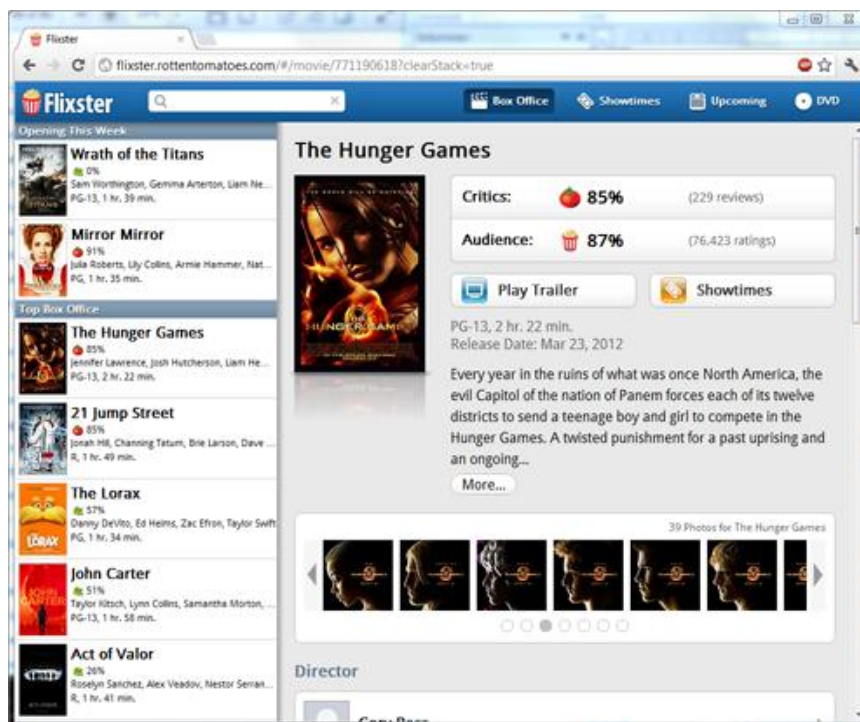 Flixster
flixster.rottentomatoes.com/#/movie/771190618?clearStack=true
Flixster
Box Office
Showtimes
Upcoming
DVD
Opening This Week
Wrath of the Titans
0%
Sam Worthington, Gemma Arterton, Liam Ne...
PG-13, 1 hr. 39 min.
Mirror Mirror
91%
Julia Roberts, Lily Collins, Armie Hammer, Nat...
PG, 1 hr. 35 min.
Top Box Office
The Hunger Games
85%
Jennifer Lawrence, Josh Hutcherson, Liam He...
PG-13, 2 hr. 22 min.
21 Jump Street
85%
Jonah Hill, Channing Tatum, Brie Larson, Dave ...
R, 1 hr. 49 min.
The Lorax
57%
Danny DeVito, Ed Helms, Zac Efron, Taylor Swift
PG, 1 hr. 34 min.
John Carter
51%
Taylor Kitsch, Lynn Collins, Samantha Morton, ...
PG-13, 1 hr. 58 min.
Act of Valor
26%
Roselyn Sanchez, Alex Veadov, Nestor Serran...
R, 1 hr. 41 min.
The Hunger Games
THE HUNGER GAMES
Critics: 85% (229 reviews)
Audience: 87% (76,423 ratings)
Play Trailer
Showtimes
PG-13, 2 hr. 22 min.
Release Date: Mar 23, 2012
Every year in the ruins of what was once North America, the
evil Capitol of the nation of Panem forces each of its twelve
districts to send a teenage boy and girl to compete in the
Hunger Games. A twisted punishment for a past uprising and
an ongoing...
More...
39 Photos for The Hunger Games
Director